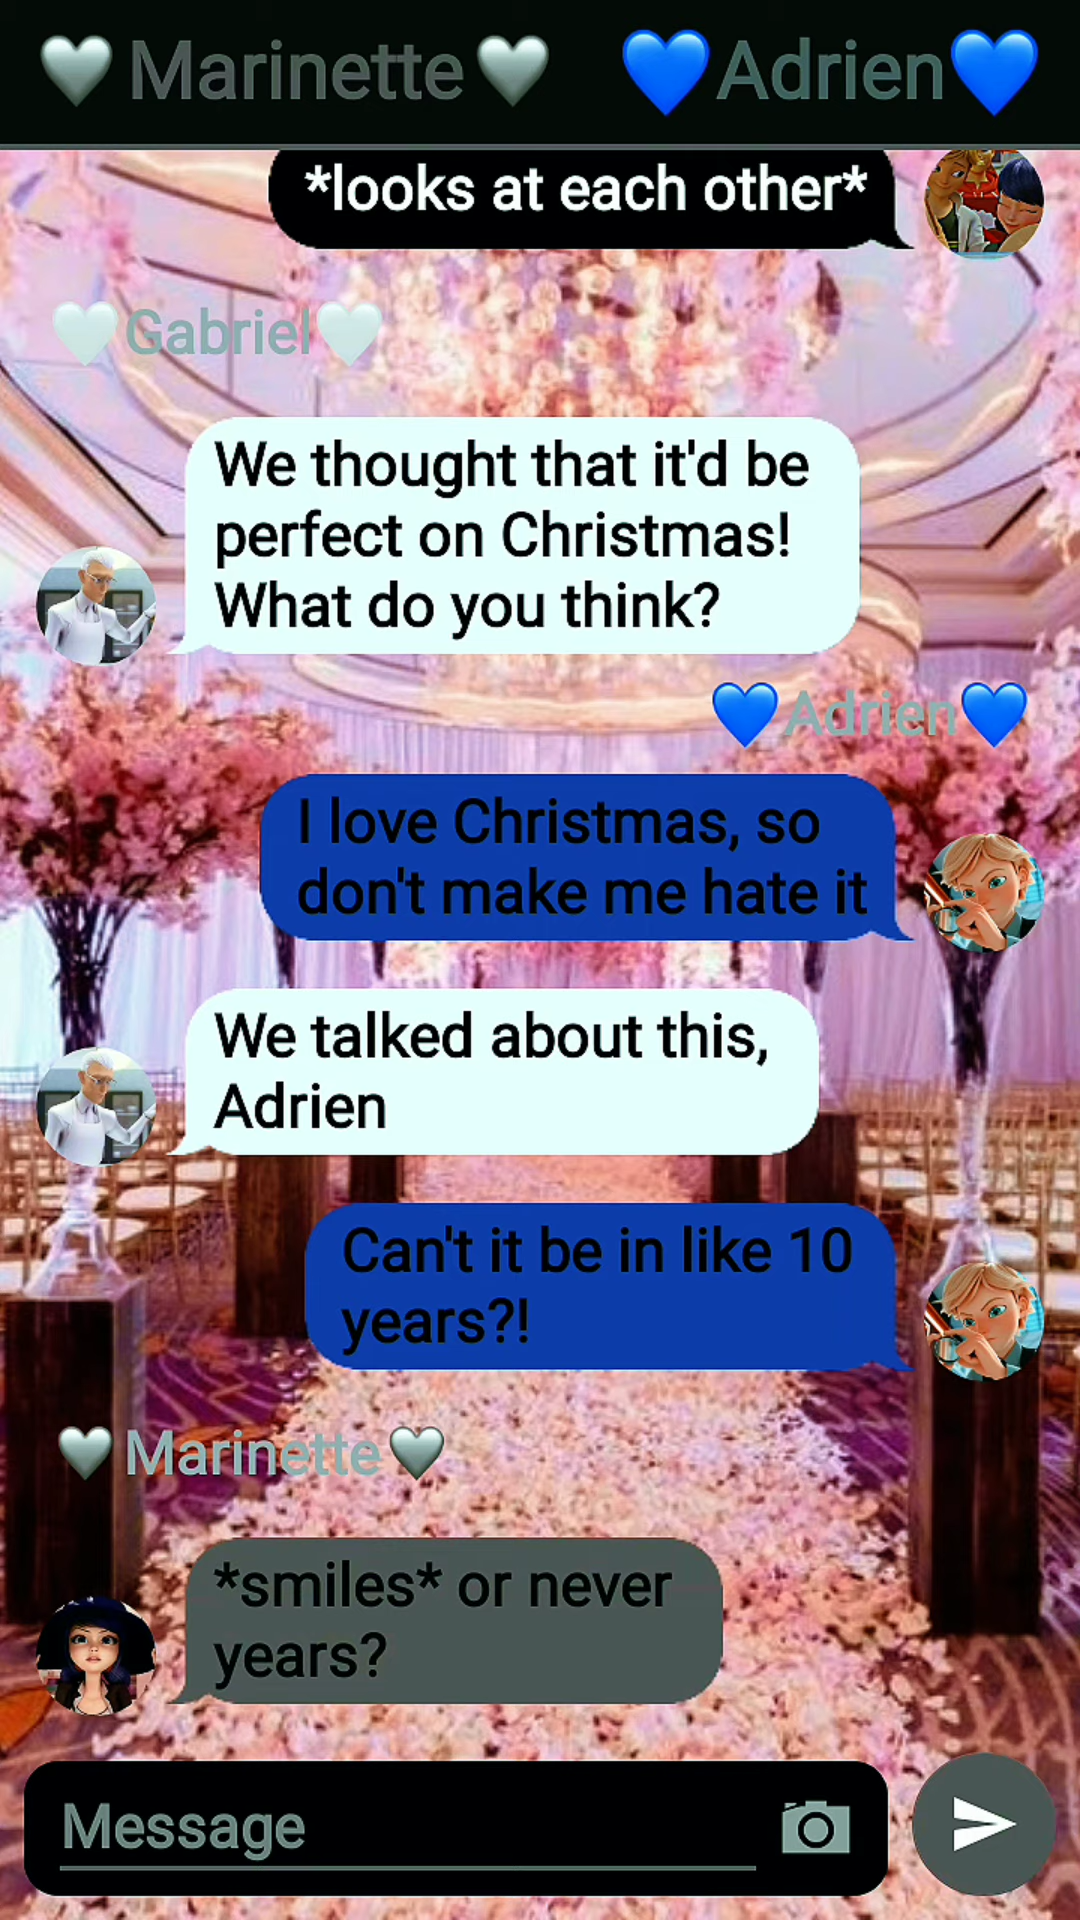 🤍Marinette🤍 💙Adrien💙
*looks at each other*
🤍Gabriel🤍
We thought that it'd be
perfect on Christmas!
What do you think?
💙Adrien💙
I love Christmas, so
don't make me hate it
We talked about this,
Adrien
Can't it be in like 10
years?!
🤍Marinette🤍
*smiles* or never
years?
Message